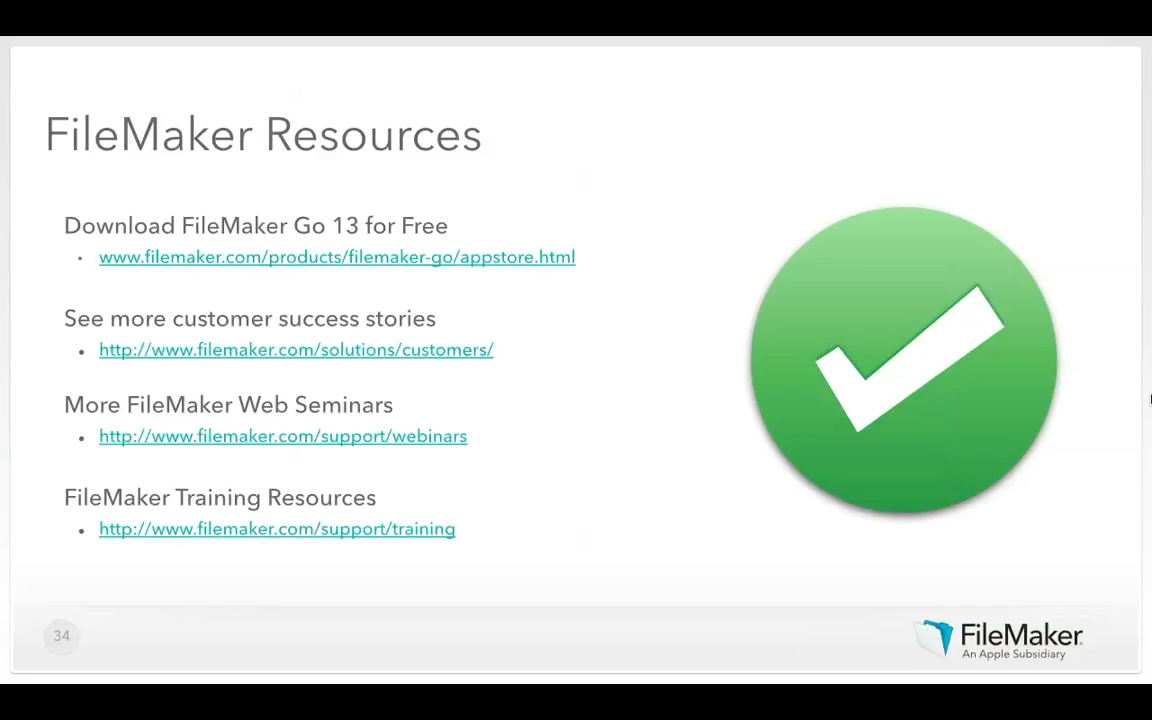 FileMaker Resources
Download FileMaker Go 13 for Free
• www.filemaker.com/products/filemaker-go/appstore.html
See more customer success stories
• http://www.filemaker.com/solutions/customers/
More FileMaker Web Seminars
• http://www.filemaker.com/support/webinars
FileMaker Training Resources
• http://www.filemaker.com/support/training
34
FileMaker
An Apple Subsidiary